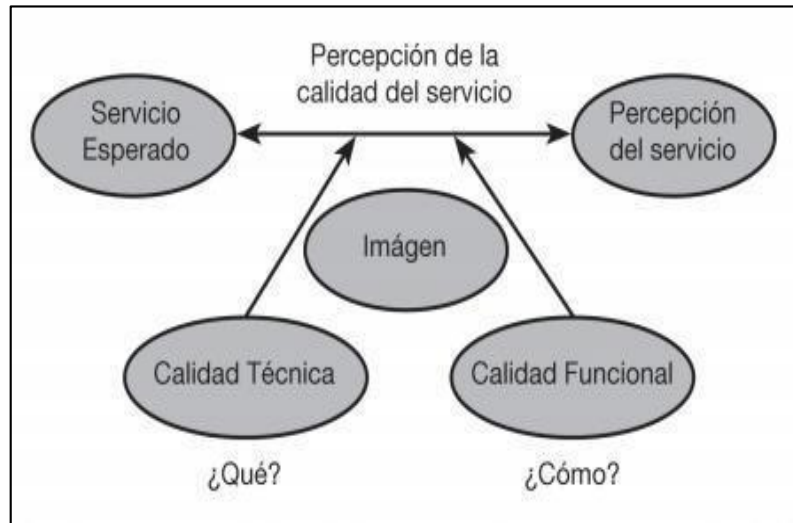 Percepción de la
calidad del servicio
Servicio
Esperado
Percepción
del servicio
Imágen
Calidad Técnica
Calidad Funcional
¿Qué?
¿Cómo?